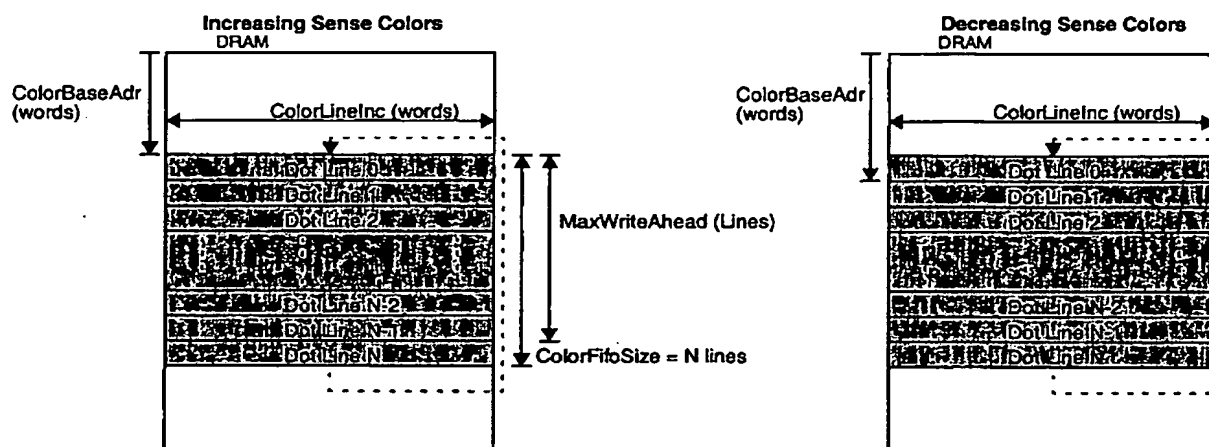 Increasing Sense Colors
DRAM
ColorBaseAdr
(words)
ColorLineInc (words)
Dot Line 0
Dot Line 1
Dot Line 2
Dot Line N-2
Dot Line N-1
Dot Line N
MaxWriteAhead (Lines)
ColorFifoSize = N lines
Decreasing Sense Colors
DRAM
ColorBaseAdr
(words)
ColorLineInc (words)
Dot Line 0
Dot Line 1
Dot Line 2
Dot Line N-2
Dot Line N-1
Dot Line N